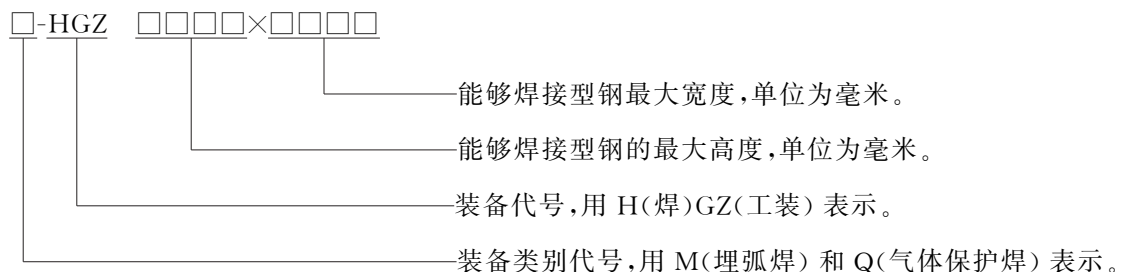 □-HGZ □□□□×□□□□
能够焊接型钢最大宽度,单位为毫米。
能够焊接型钢的最大高度,单位为毫米。
装备代号,用 H(焊)GZ(工装) 表示。
装备类别代号,用 M(埋弧焊) 和 Q(气体保护焊) 表示。